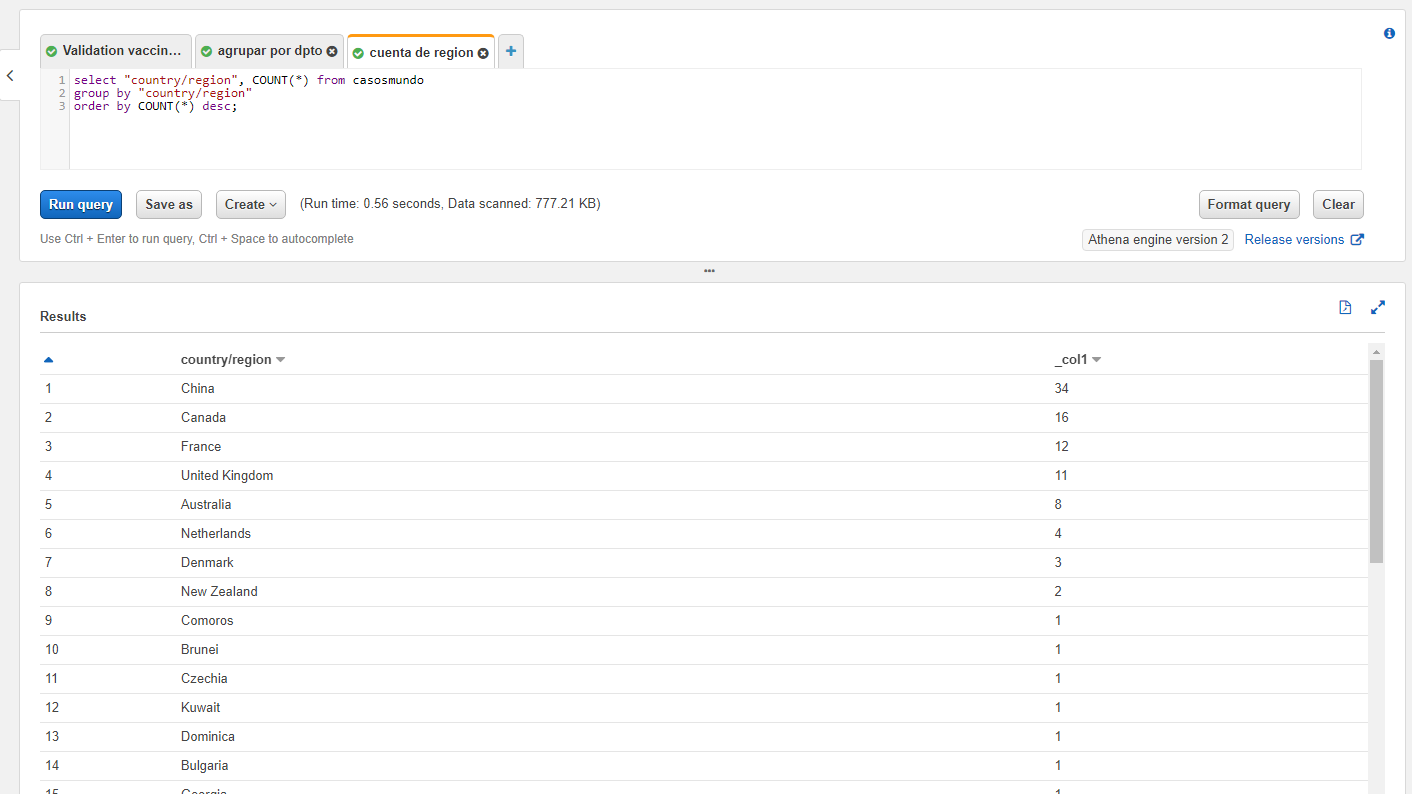 Validation vaccin... agrupar por dpto cuenta de region +
1 select "country/region", COUNT(*) from casosmundo
2 group by "country/region"
3 order by COUNT(*) desc;
Run query Save as Create (Run time: 0.56 seconds, Data scanned: 777.21 KB) Format query Clear
Use Ctrl + Enter to run query, Ctrl + Space to autocomplete Athena engine version 2 Release versions
Results
country/region _col1
1 China 34
2 Canada 16
3 France 12
4 United Kingdom 11
5 Australia 8
6 Netherlands 4
7 Denmark 3
8 New Zealand 2
9 Comoros 1
10 Brunei 1
11 Czechia 1
12 Kuwait 1
13 Dominica 1
14 Bulgaria 1
15 Georgia 1